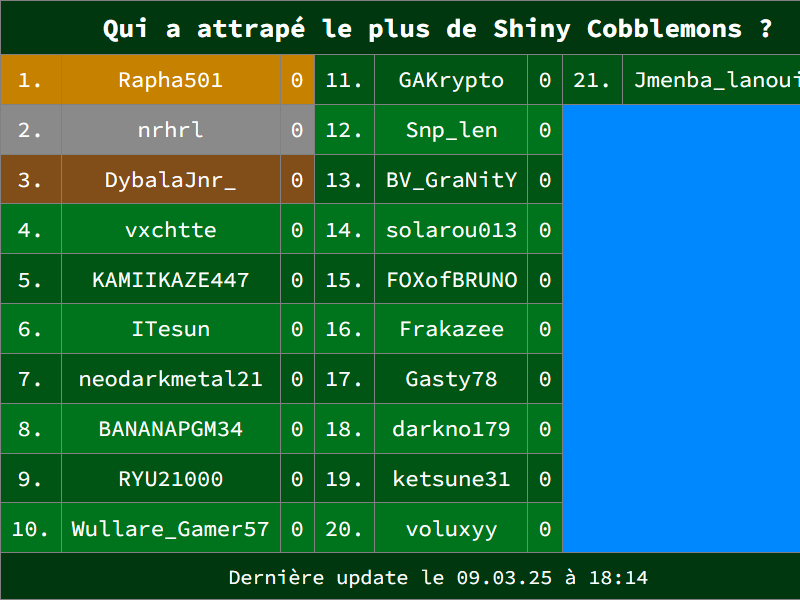 Qui a attrapé le plus de Shiny Cobblemons ?
1. Rapha501 0
2. nrhrl 0
3. DybalaJnr_ 0
4. vxchtte 0
5. KAMIIKAZE447 0
6. ITesun 0
7. neodarkmetal21 0
8. BANANAPGM34 0
9. RYU21000 0
10. Wullare_Gamer57 0
11. GAKrypto 0
12. Snp_len 0
13. BV_GraNitY 0
14. solarou013 0
15. FOXofBRUNO 0
16. Frakazee 0
17. Gasty78 0
18. darkno179 0
19. ketsune31 0
20. voluxyy 0
21. Jmenba_lanoui
Dernière update le 09.03.25 à 18:14